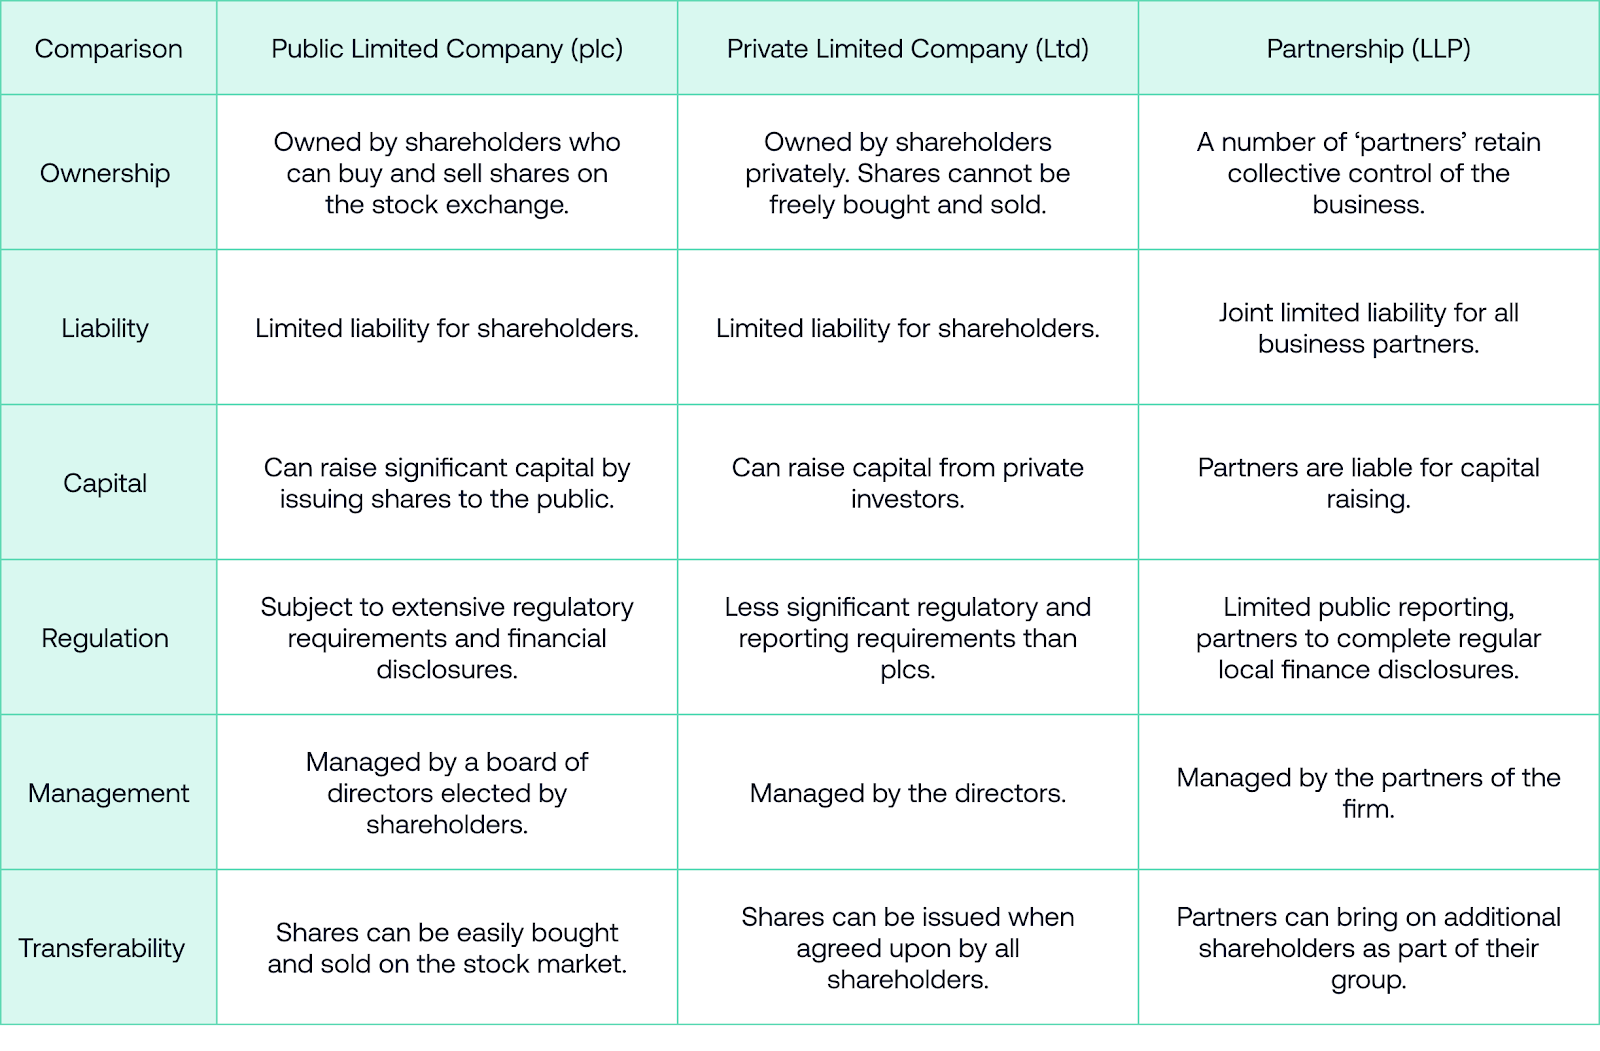 Comparison
Public Limited Company (plc)
Private Limited Company (Ltd)
Partnership (LLP)
Ownership
Owned by shareholders who
can buy and sell shares on
the stock exchange.
Owned by shareholders
privately. Shares cannot be
freely bought and sold.
A number of ‘partners’ retain
collective control of the
business.
Liability
Limited liability for shareholders.
Limited liability for shareholders.
Joint limited liability for all
business partners.
Capital
Can raise significant capital by
issuing shares to the public.
Can raise capital from private
investors.
Partners are liable for capital
raising.
Regulation
Subject to extensive regulatory
requirements and financial
disclosures.
Less significant regulatory and
reporting requirements than
plcs.
Limited public reporting,
partners to complete regular
local finance disclosures.
Management
Managed by a board of
directors elected by
shareholders.
Managed by the directors.
Managed by the partners of the
firm.
Transferability
Shares can be easily bought
and sold on the stock market.
Shares can be issued when
agreed upon by all
shareholders.
Partners can bring on additional
shareholders as part of their
group.